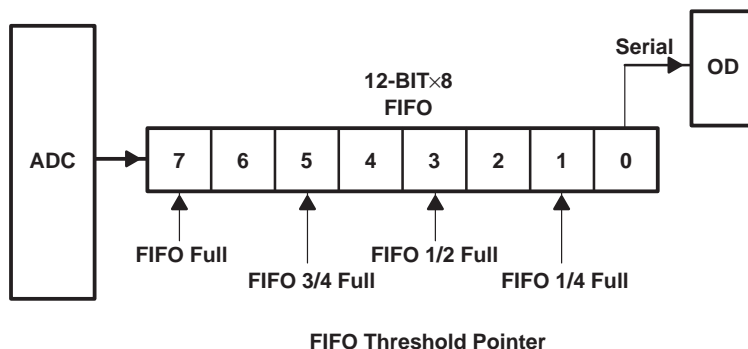 Serial
OD
12-BIT×8
FIFO
ADC
7 6 5 4 3 2 1 0
FIFO Full
FIFO 1/2 Full
FIFO 3/4 Full
FIFO 1/4 Full
FIFO Threshold Pointer